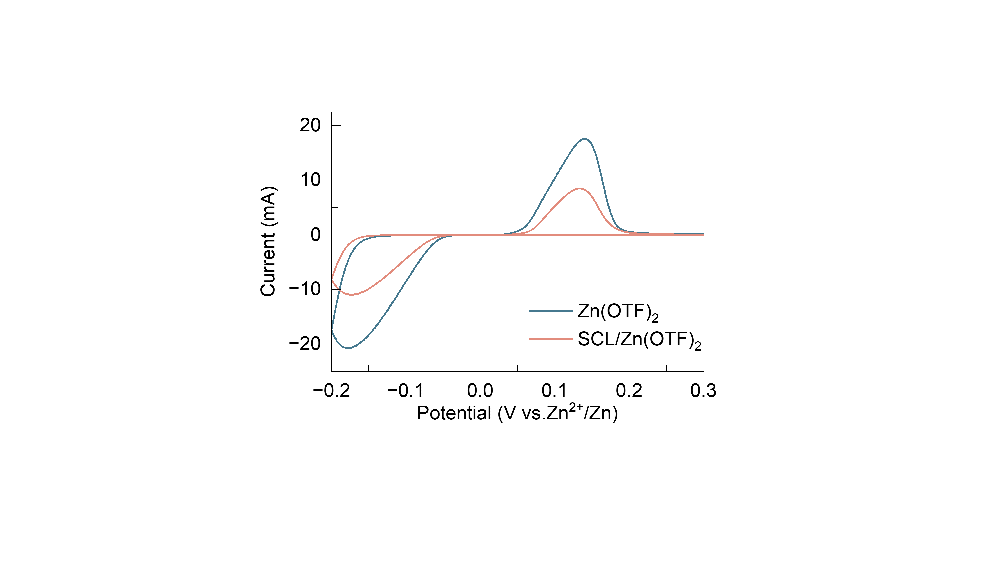 20
10
0
−10
−20
Current (mA)
Zn(OTF)₂
SCL/Zn(OTF)₂
−0.2 −0.1 0.0 0.1 0.2 0.3
Potential (V vs.Zn²⁺/Zn)